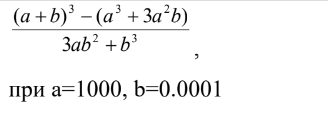 (a + b)³ − (a³ + 3a²b)
3ab² + b³ ,
при a=1000, b=0.0001